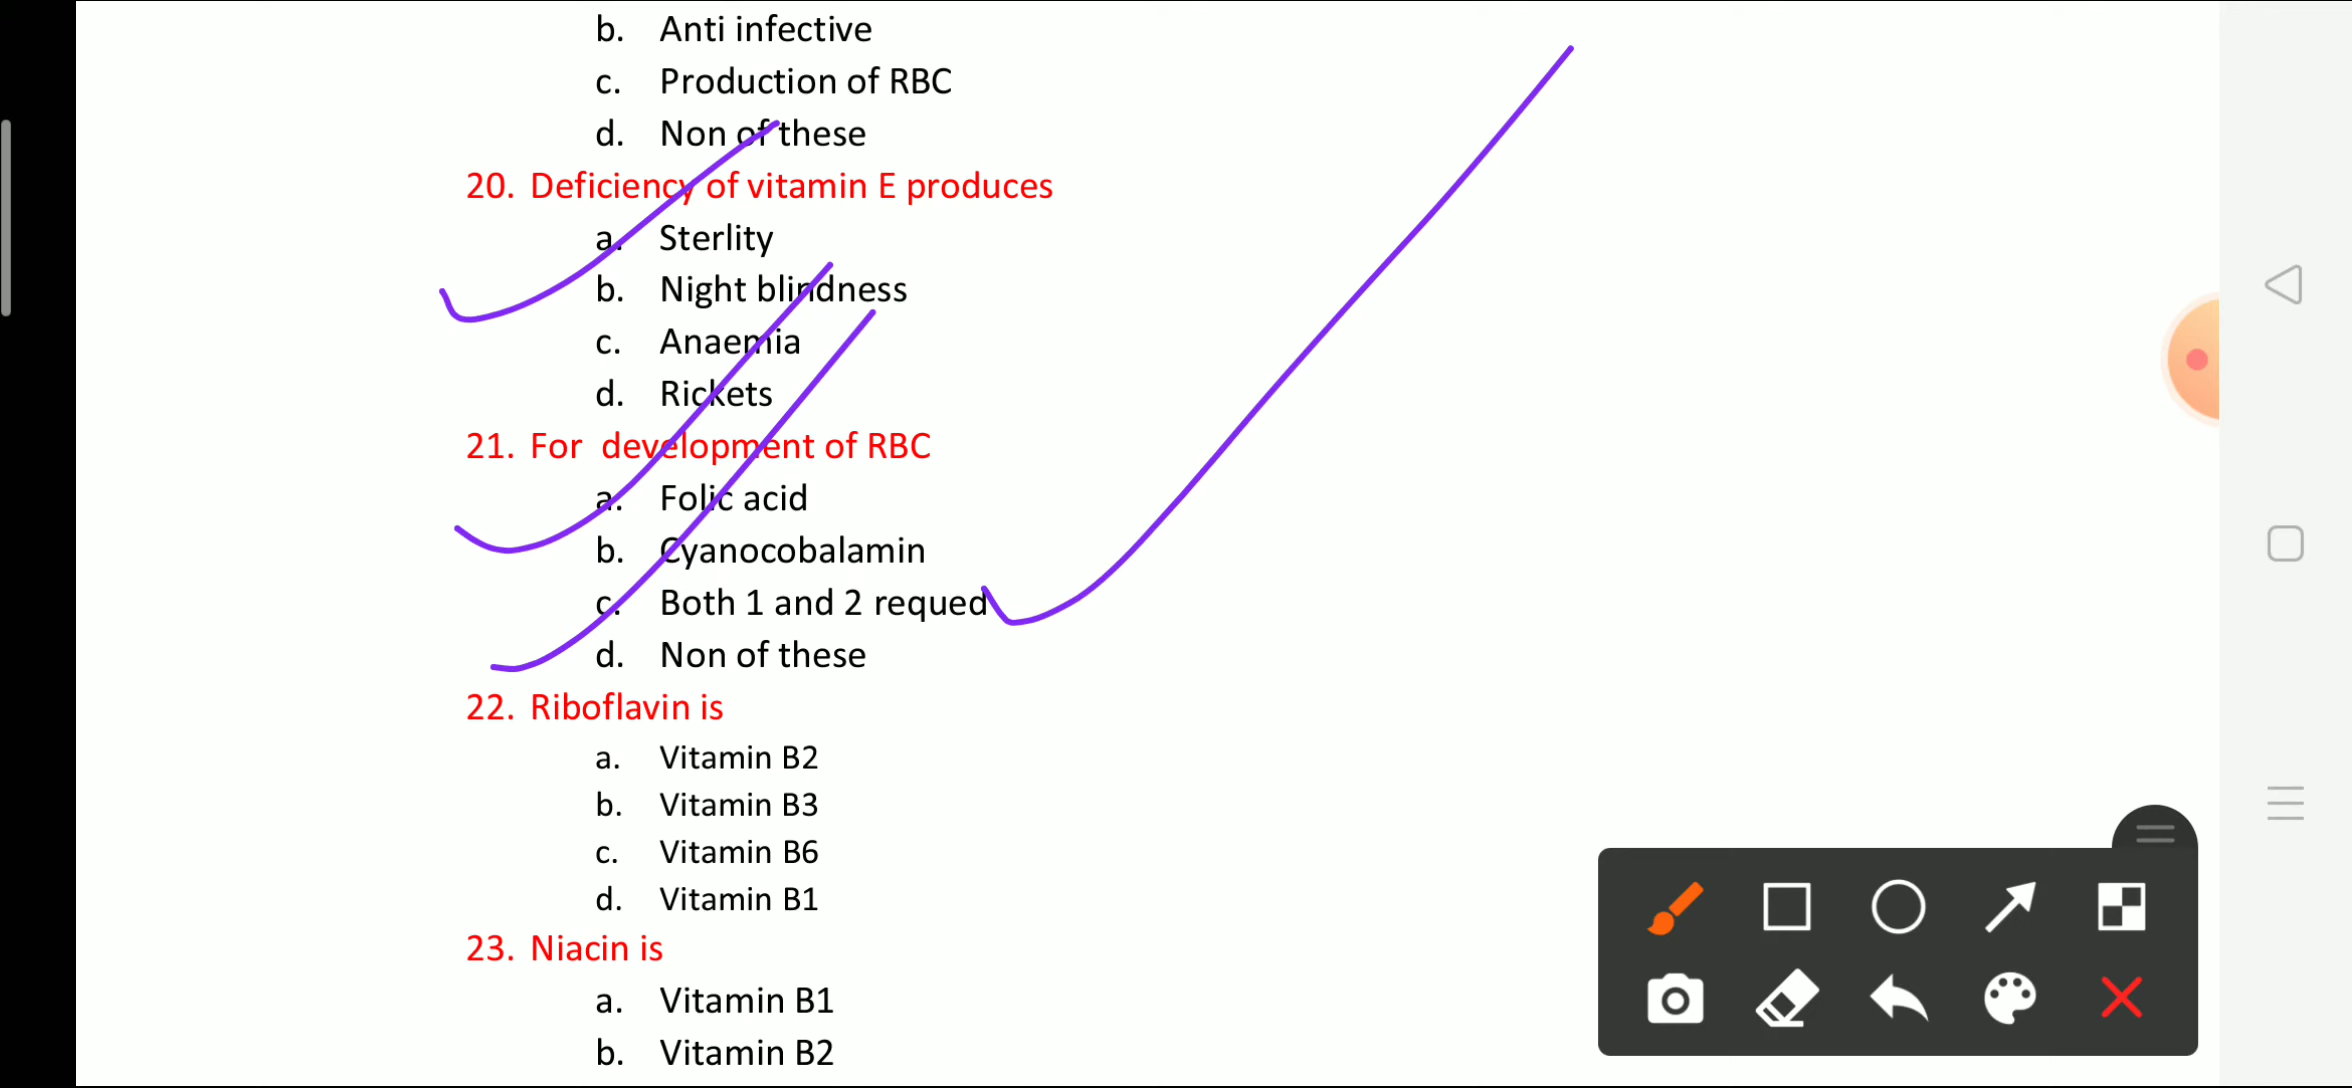 b. Anti infective
c. Production of RBC
d. Non of these
20. Deficiency of vitamin E produces
a. Sterlity
b. Night blindness
c. Anaemia
d. Rickets
21. For development of RBC
a. Folic acid
b. Cyanocobalamin
c. Both 1 and 2 requed
d. Non of these
22. Riboflavin is
a. Vitamin B2
b. Vitamin B3
c. Vitamin B6
d. Vitamin B1
23. Niacin is
a. Vitamin B1
b. Vitamin B2